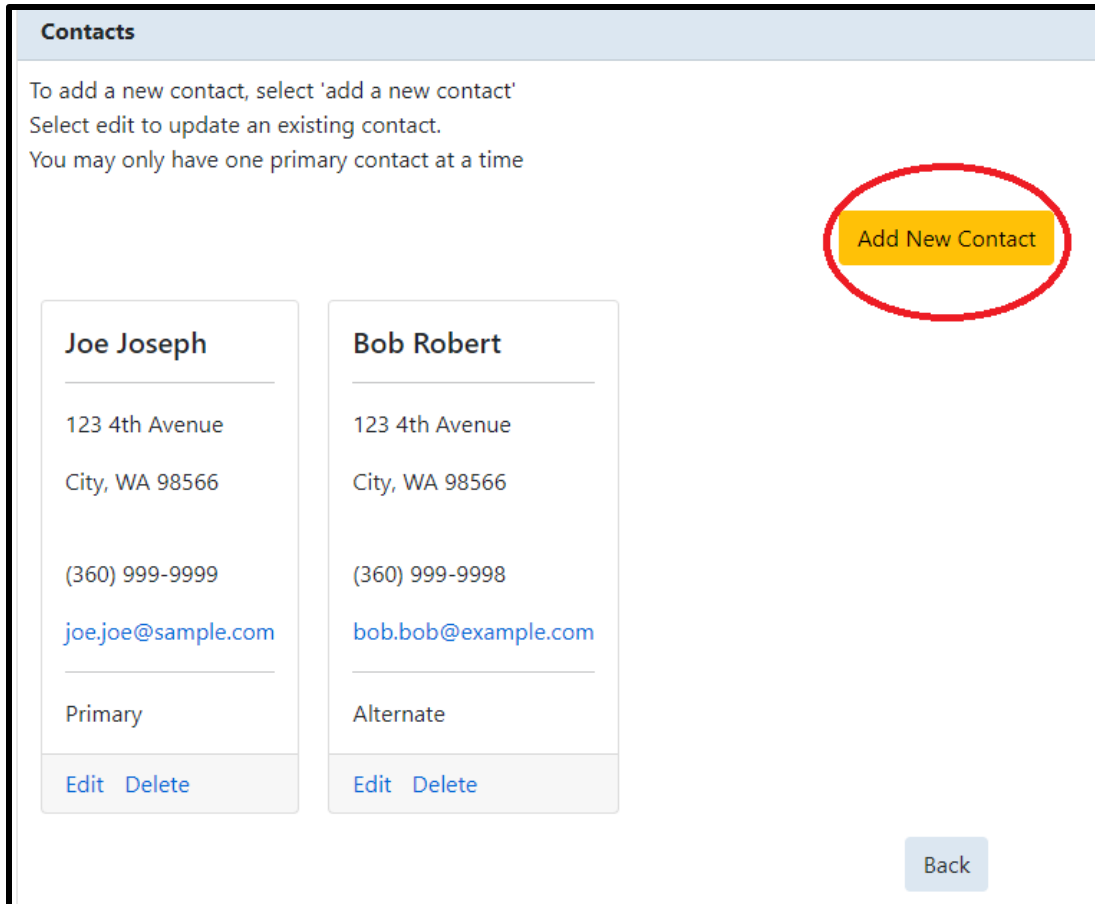 Contacts
To add a new contact, select 'add a new contact'
Select edit to update an existing contact.
You may only have one primary contact at a time
Add New Contact
Joe Joseph
123 4th Avenue
City, WA 98566
(360) 999-9999
joe.joe@sample.com
Primary
Edit Delete
Bob Robert
123 4th Avenue
City, WA 98566
(360) 999-9998
bob.bob@example.com
Alternate
Edit Delete
Back